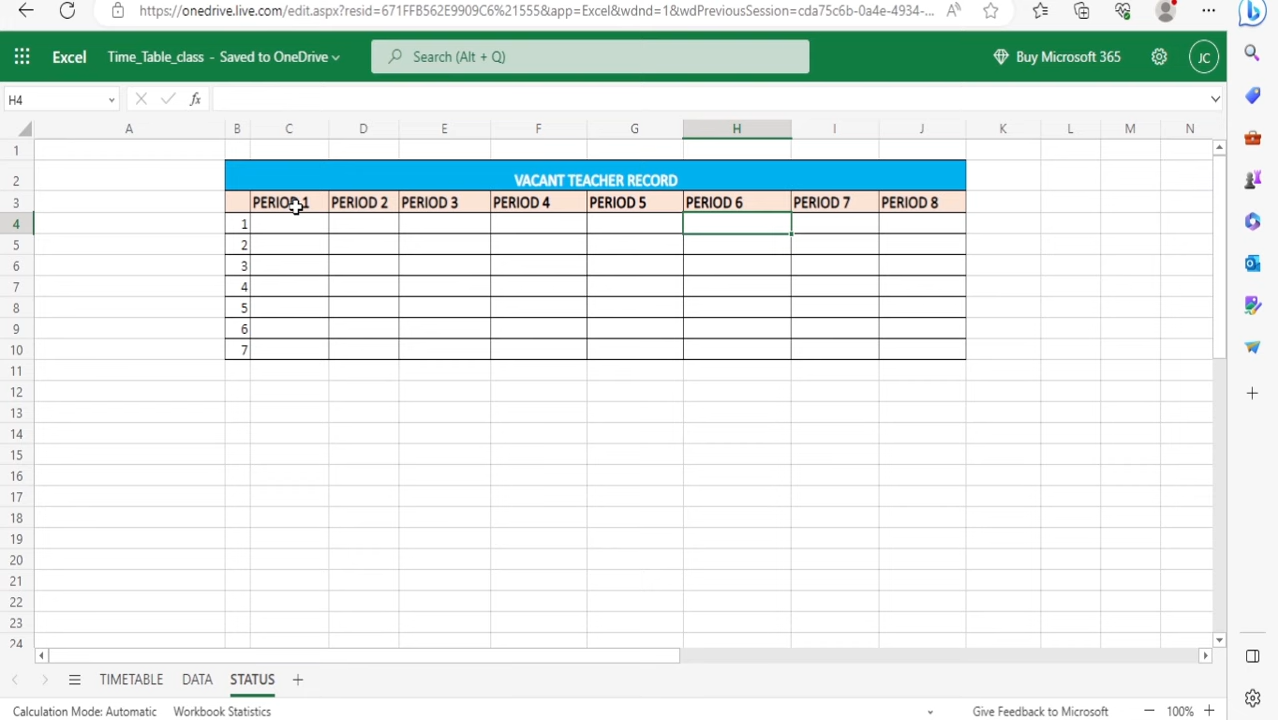 https://onedrive.live.com/edit.aspx?resid=671FFB562E9909C6%21555&app=Excel&wdnd=1&wdPreviousSession=cda75c6b-0a4e-4934-...
Excel Time_Table_class - Saved to OneDrive Search (Alt + Q) Buy Microsoft 365 JC
H4 fx
A B C D E F G H I J K L M N
1
2 VACANT TEACHER RECORD
3 PERIOD 1 PERIOD 2 PERIOD 3 PERIOD 4 PERIOD 5 PERIOD 6 PERIOD 7 PERIOD 8
4 1
5 2
6 3
7 4
8 5
9 6
10 7
11
12
13
14
15
16
17
18
19
20
21
22
23
24
TIMETABLE DATA STATUS
Calculation Mode: Automatic Workbook Statistics Give Feedback to Microsoft 100%